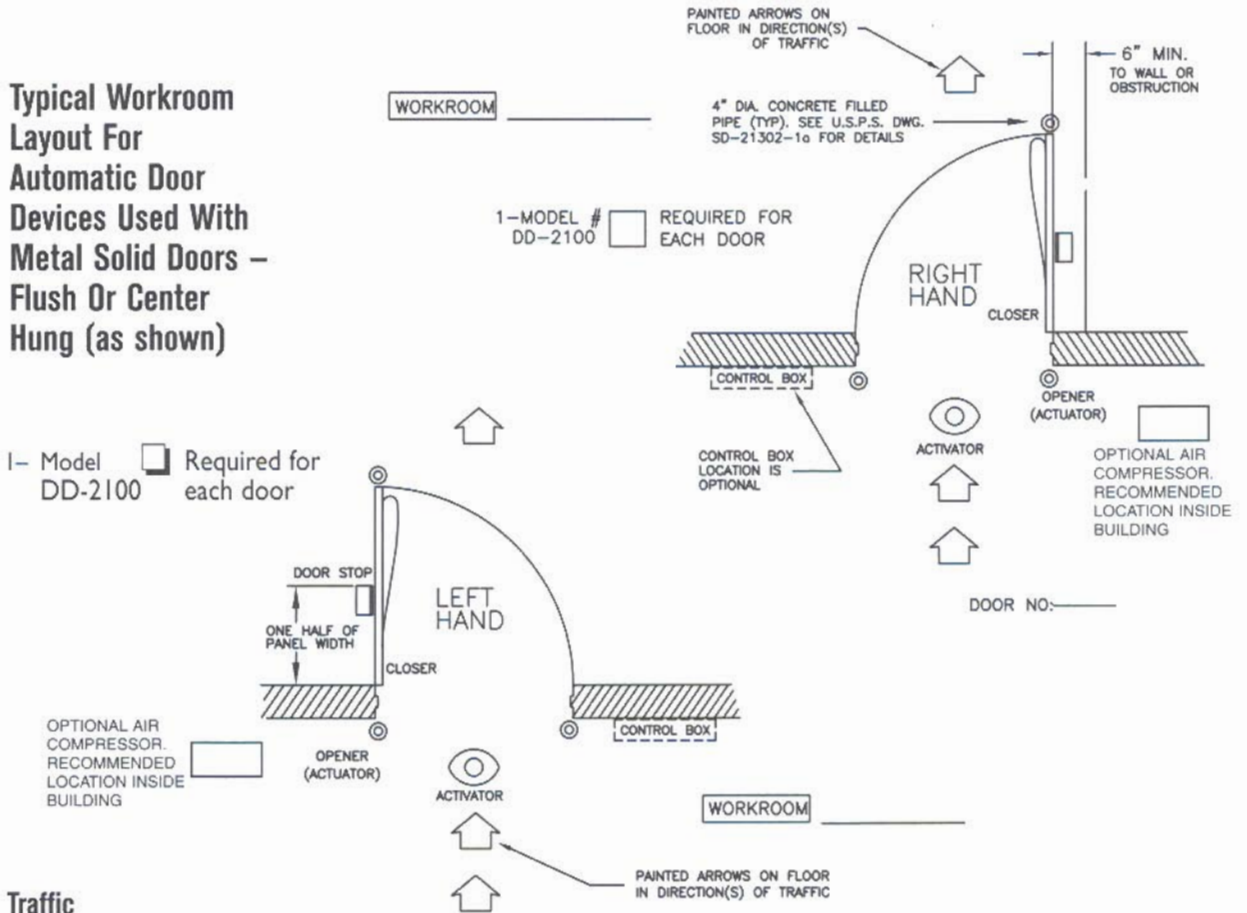 Typical Workroom
Layout For
Automatic Door
Devices Used With
Metal Solid Doors –
Flush Or Center
Hung (as shown)
WORKROOM
PAINTED ARROWS ON
FLOOR IN DIRECTION(S)
OF TRAFFIC
6" MIN.
TO WALL OR
OBSTRUCTION
4" DIA. CONCRETE FILLED
PIPE (TYP). SEE U.S.P.S. DWG.
SD-21302-1a FOR DETAILS
1-MODEL # REQUIRED FOR
DD-2100 EACH DOOR
RIGHT
HAND
CLOSER
CONTROL BOX
OPENER
(ACTUATOR)
ACTIVATOR
CONTROL BOX
LOCATION IS
OPTIONAL
OPTIONAL AIR
COMPRESSOR.
RECOMMENDED
LOCATION INSIDE
BUILDING
DOOR NO:
1– Model Required for
DD-2100 each door
DOOR STOP
ONE HALF OF
PANEL WIDTH
LEFT
HAND
CLOSER
OPTIONAL AIR
COMPRESSOR.
RECOMMENDED
LOCATION INSIDE
BUILDING
OPENER
(ACTUATOR)
CONTROL BOX
ACTIVATOR
WORKROOM
PAINTED ARROWS ON FLOOR
IN DIRECTION(S) OF TRAFFIC
Traffic